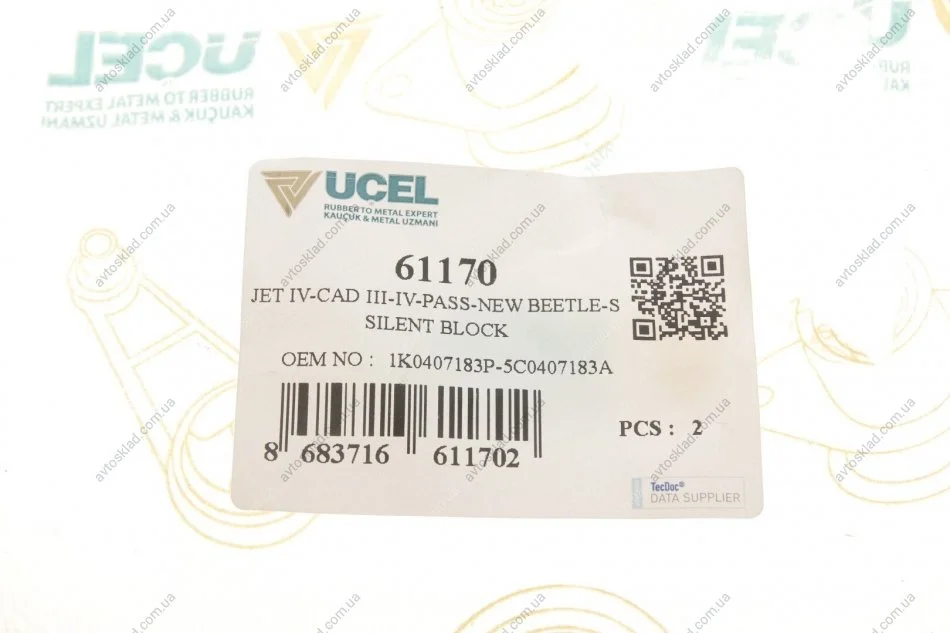 UCEL
RUBBER TO METAL EXPERT
KAUÇUK & METAL UZMANI
UCEL
RUBBER TO METAL EXPERT
KAUÇUK & METAL UZMANI
61170
JET IV-CAD III-IV-PASS-NEW BEETLE-S
SILENT BLOCK
OEM NO : 1K0407183P-5C0407183A
8 683716 611702
PCS : 2
TecDoc®
DATA SUPPLIER
avtosklad.com.ua